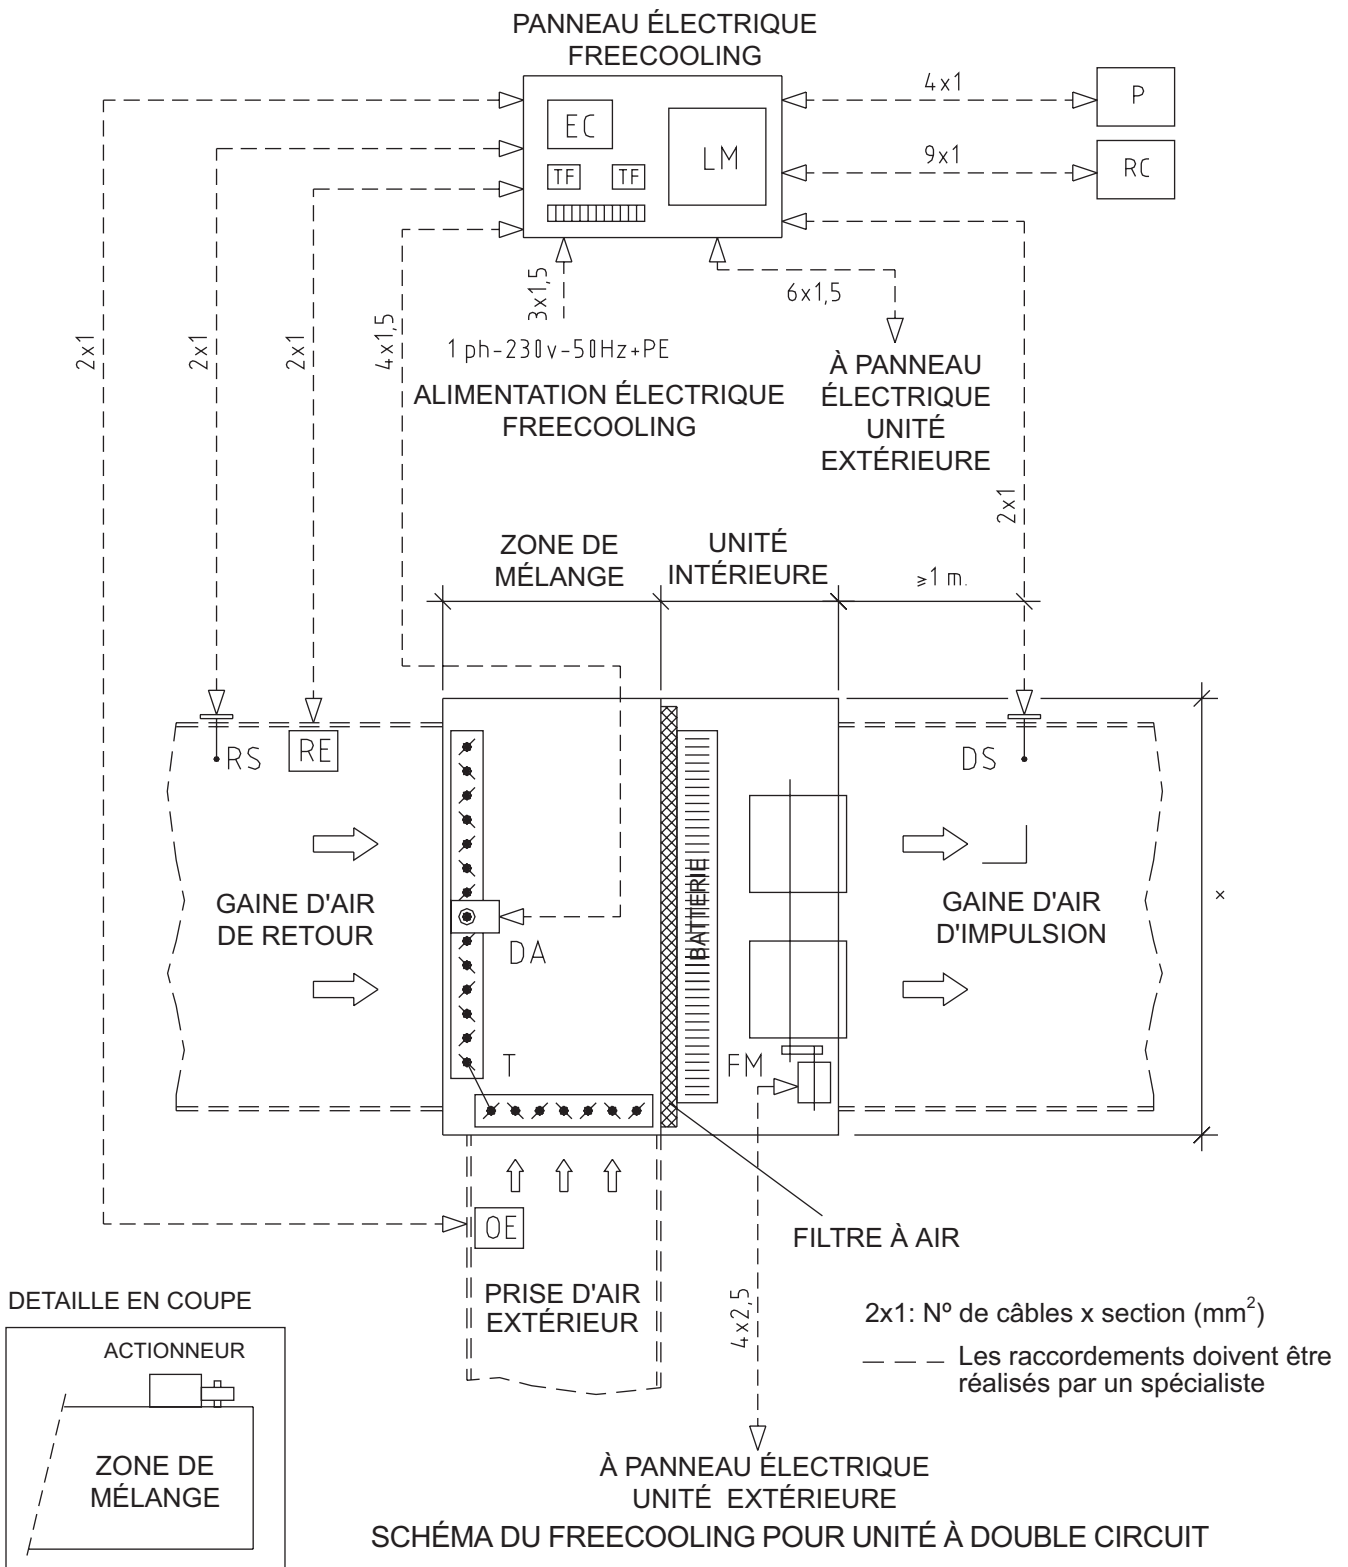 PANNEAU ÉLECTRIQUE
FREECOOLING
EC
TF
TF
LM
4x1
P
9x1
RC
2x1
2x1
2x1
4x1,5
3x1,5
6x1,5
1 ph-230v-50Hz+PE
ALIMENTATION ÉLECTRIQUE
FREECOOLING
À PANNEAU
ÉLECTRIQUE
UNITÉ
EXTÉRIEURE
2x1
ZONE DE
MÉLANGE
UNITÉ
INTÉRIEURE
⩾1 m.
RS
RE
DS
GAINE D'AIR
DE RETOUR
DA
BATTERIE
GAINE D'AIR
D'IMPULSION
x
T
FM
OE
FILTRE À AIR
PRISE D'AIR
EXTÉRIEUR
4x2,5
DETAILLE EN COUPE
ACTIONNEUR
ZONE DE
MÉLANGE
2x1: Nº de câbles x section (mm²)
Les raccordements doivent être
réalisés par un spécialiste
À PANNEAU ÉLECTRIQUE
UNITÉ EXTÉRIEURE
SCHÉMA DU FREECOOLING POUR UNITÉ À DOUBLE CIRCUIT